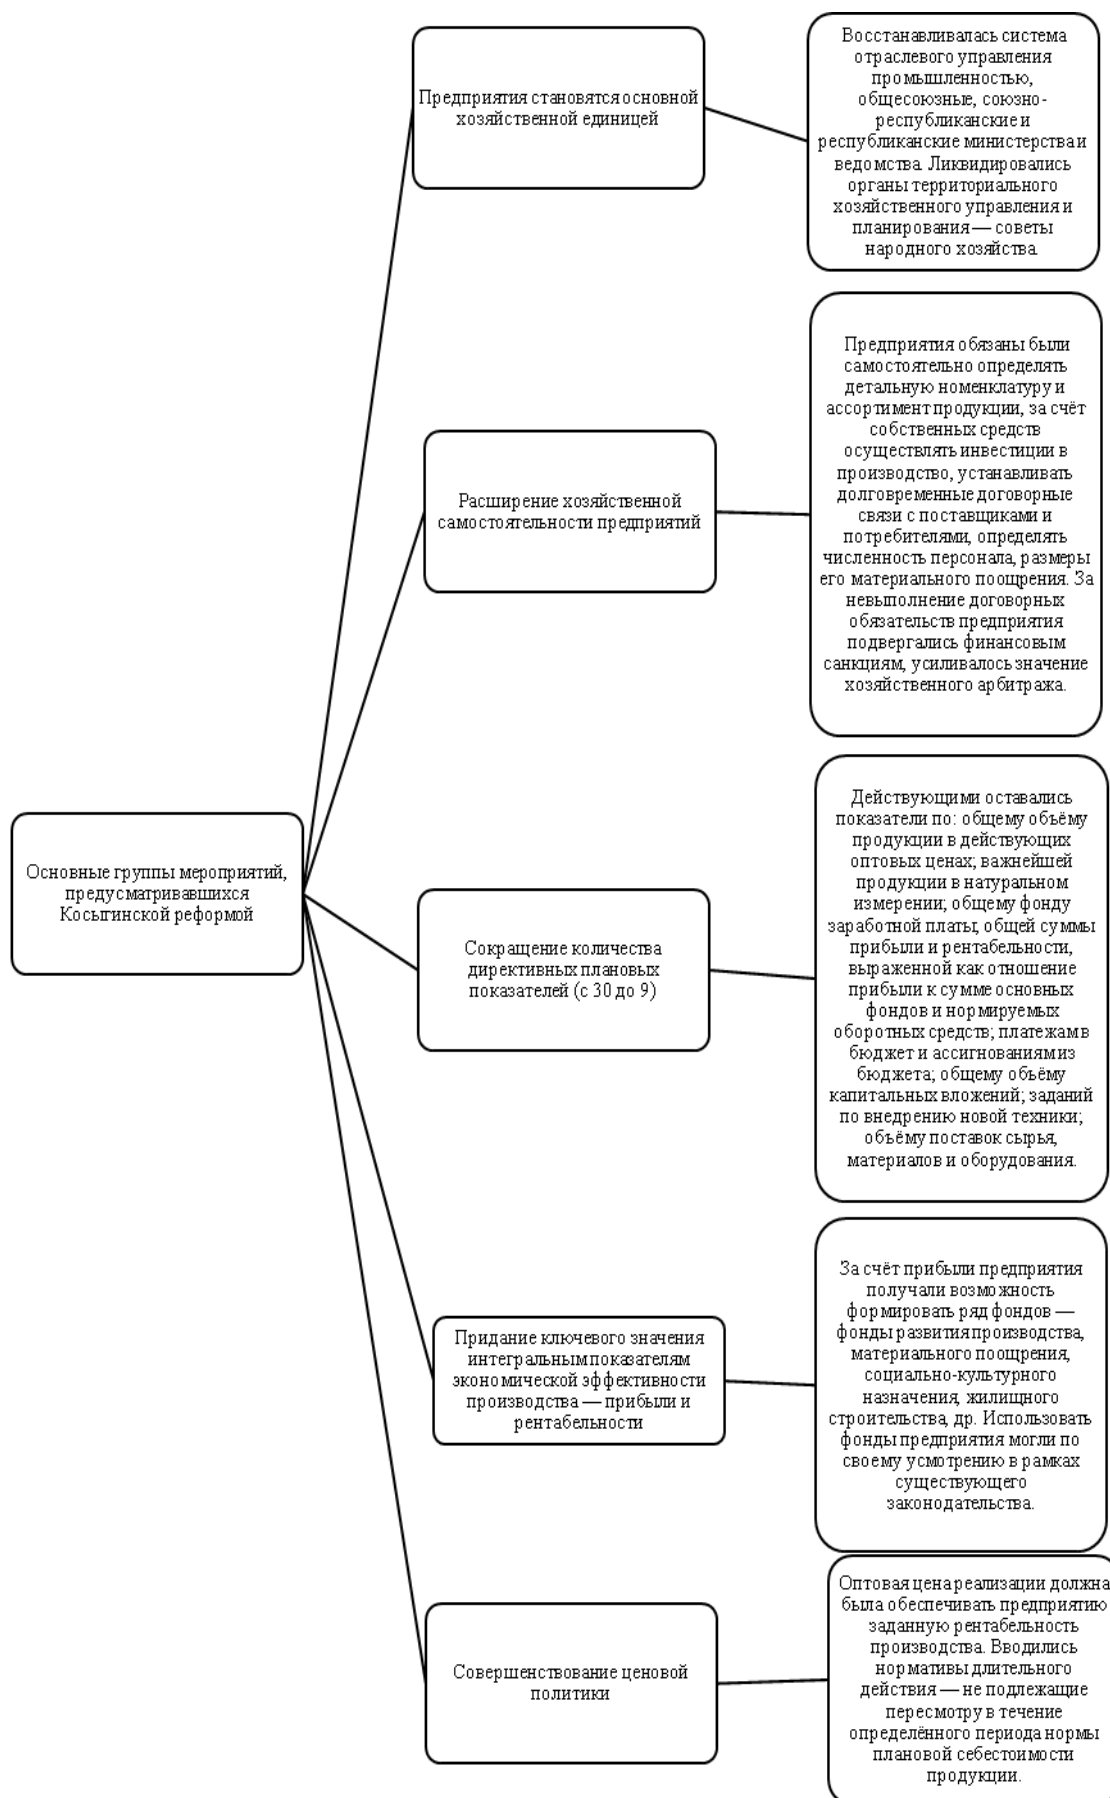 Основные группы мероприятий,
предусматривавшихся
Косыгинской реформой
Предприятия становятся основной
хозяйственной единицей
Восстанавливалась система
отраслевого управления
промышленностью,
общесоюзные, союзно-
республиканские и
республиканские министерства и
ведомства. Ликвидировались
органы территориального
хозяйственного управления и
планирования — советы
народного хозяйства.
Расширение хозяйственной
самостоятельности предприятий
Предприятия обязаны были
самостоятельно определять
детальную номенклатуру и
ассортимент продукции, за счёт
собственных средств
осуществлять инвестиции в
производство, устанавливать
долговременные договорные
связи с поставщиками и
потребителями, определять
численность персонала, размеры
его материального поощрения. За
невыполнение договорных
обязательств предприятия
подвергались финансовым
санкциям, усиливалось значение
хозяйственного арбитража.
Сокращение количества
директивных плановых
показателей (с 30 до 9)
Действующими оставались
показатели по: общему объёму
продукции в действующих
оптовых ценах; важнейшей
продукции в натуральном
измерении; общему фонду
заработной платы; общей суммы
прибыли и рентабельности,
выраженной как отношение
прибыли к сумме основных
фондов и нормируемых
оборотных средств; платежам в
бюджет и ассигнованиям из
бюджета; общему объёму
капитальных вложений; заданий
по внедрению новой техники;
объёму поставок сырья,
материалов и оборудования.
Придание ключевого значения
интегральным показателям
экономической эффективности
производства — прибыли и
рентабельности
За счёт прибыли предприятия
получали возможность
формировать ряд фондов —
фонды развития производства,
материального поощрения,
социально-культурного
назначения, жилищного
строительства, др. Использовать
фонды предприятия могли по
своему усмотрению в рамках
существующего
законодательства.
Совершенствование ценовой
политики
Оптовая цена реализации должна
была обеспечивать предприятию
заданную рентабельность
производства. Вводились
нормативы длительного
действия — не подлежащие
пересмотру в течение
определённого периода нормы
плановой себестоимости
продукции.